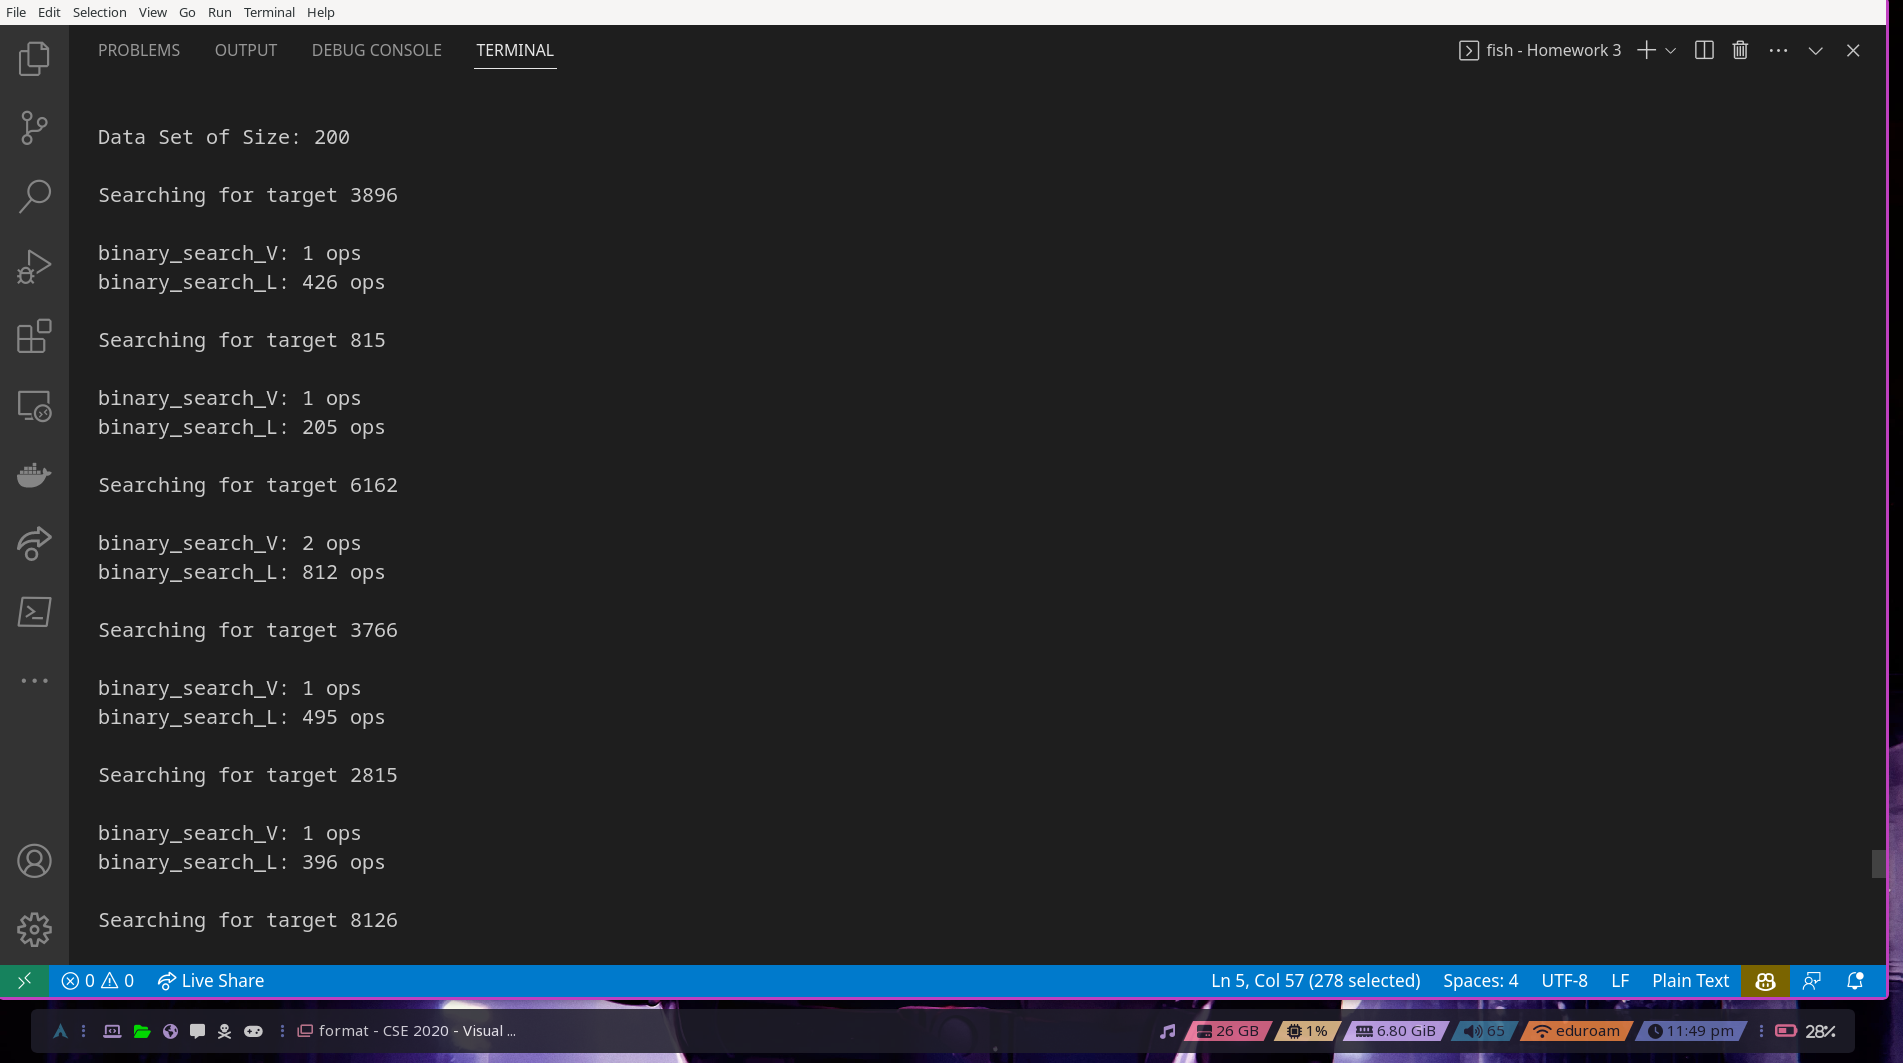 File Edit Selection View Go Run Terminal Help
PROBLEMS OUTPUT DEBUG CONSOLE TERMINAL fish - Homework 3
Data Set of Size: 200
Searching for target 3896
binary_search_V: 1 ops
binary_search_L: 426 ops
Searching for target 815
binary_search_V: 1 ops
binary_search_L: 205 ops
Searching for target 6162
binary_search_V: 2 ops
binary_search_L: 812 ops
Searching for target 3766
binary_search_V: 1 ops
binary_search_L: 495 ops
Searching for target 2815
binary_search_V: 1 ops
binary_search_L: 396 ops
Searching for target 8126
0 0 Live Share Ln 5, Col 57 (278 selected) Spaces: 4 UTF-8 LF Plain Text
format - CSE 2020 - Visual ... 26 GB 1% 6.80 GiB 65 eduroam 11:49 pm 28%